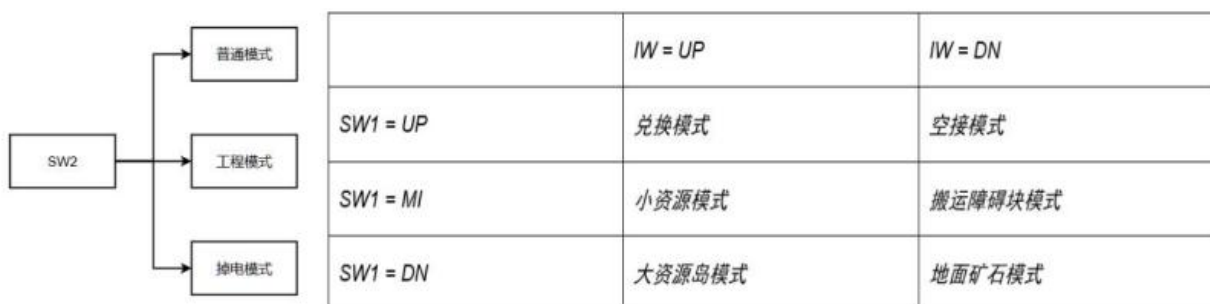 普通模式
SW2
工程模式
掉电模式
IW = UP
IW = DN
SW1 = UP
兑换模式
空接模式
SW1 = MI
小资源模式
搬运障碍块模式
SW1 = DN
大资源岛模式
地面矿石模式